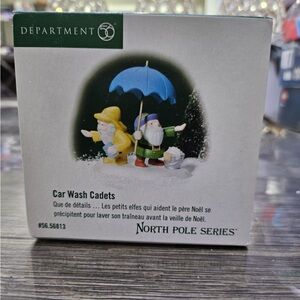 DEPARTMENT 56
Car Wash Cadets
Que de détails ... Les petits elfes qui aident le père Noël se
précipitent pour laver son traîneau avant la veille de Noël.
#56.56813
NORTH POLE SERIES™